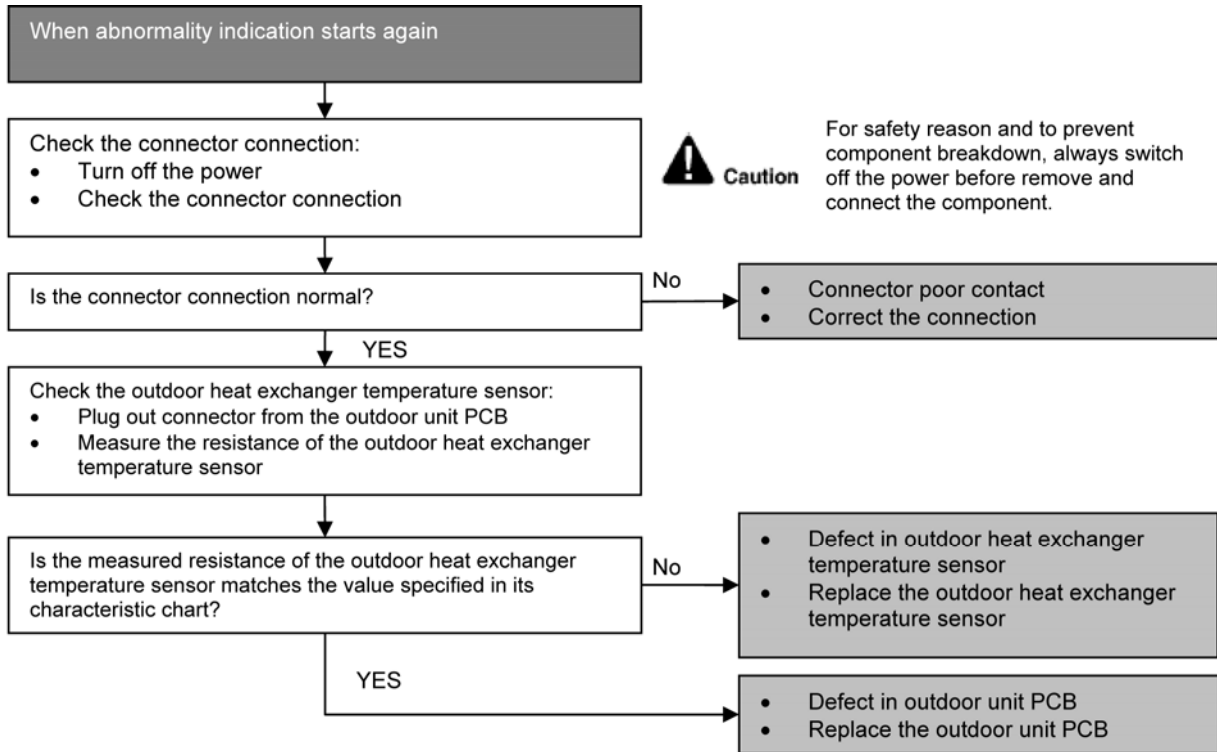 When abnormality indication starts again
Check the connector connection:
• Turn off the power
• Check the connector connection
Caution
For safety reason and to prevent
component breakdown, always switch
off the power before remove and
connect the component.
Is the connector connection normal?
No
• Connector poor contact
• Correct the connection
YES
Check the outdoor heat exchanger temperature sensor:
• Plug out connector from the outdoor unit PCB
• Measure the resistance of the outdoor heat exchanger
temperature sensor
Is the measured resistance of the outdoor heat exchanger
temperature sensor matches the value specified in its
characteristic chart?
No
• Defect in outdoor heat exchanger
temperature sensor
• Replace the outdoor heat exchanger
temperature sensor
YES
• Defect in outdoor unit PCB
• Replace the outdoor unit PCB